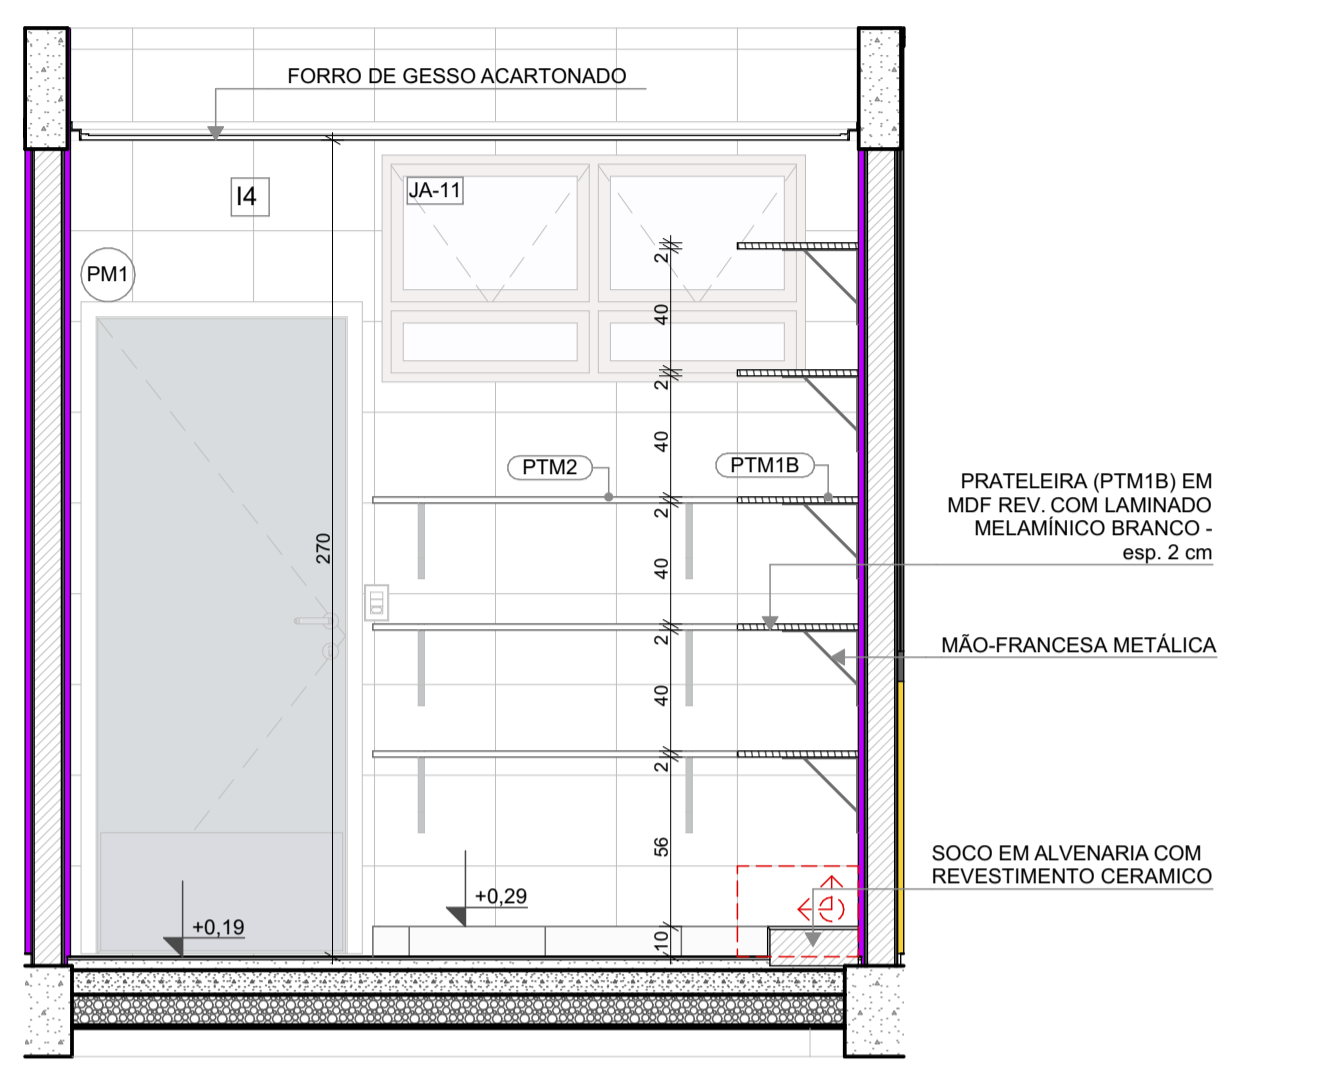 FORRO DE GESSO ACARTONADO
I4
JA-11
PM1
2
40
2
40
PTM2
PTM1B
2
270
40
2
40
2
56
10
PRATELEIRA (PTM1B) EM
MDF REV. COM LAMINADO
MELAMÍNICO BRANCO -
esp. 2 cm
MÃO-FRANCESA METÁLICA
SOCO EM ALVENARIA COM
REVESTIMENTO CERAMICO
+0,29
+0,19